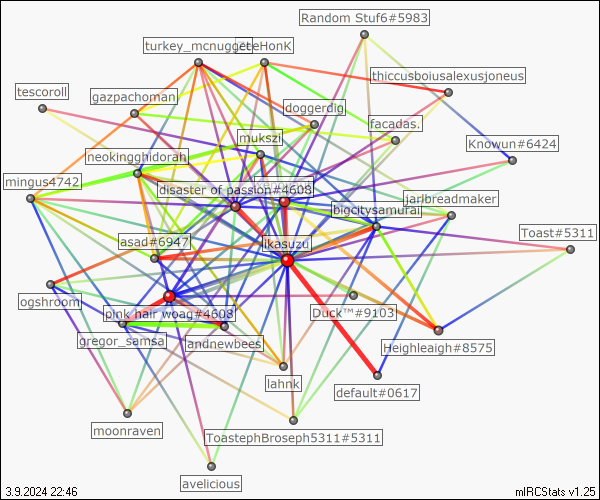 Random Stuf6#5983
turkey_mcnugget
ZeeHonK
thiccusboiusalexusjoneus
tescoroll
gazpachoman
doggerdig
facadas.
mukszi
Knowun#6424
neokingghidorah
mingus4742
disaster of passion#4608
jarlbreadmaker
bigcitysamurai
Toast#5311
asad#6947
ikasuzu
ogshroom
pink hair woag#4608
Duck™#9103
gregor_samsa
landnewbees
Heighleaigh#8575
lahnk
default#0617
moonraven
ToastephBroseph5311#5311
avelicious
3.9.2024 22:46
mIRCStats v1.25